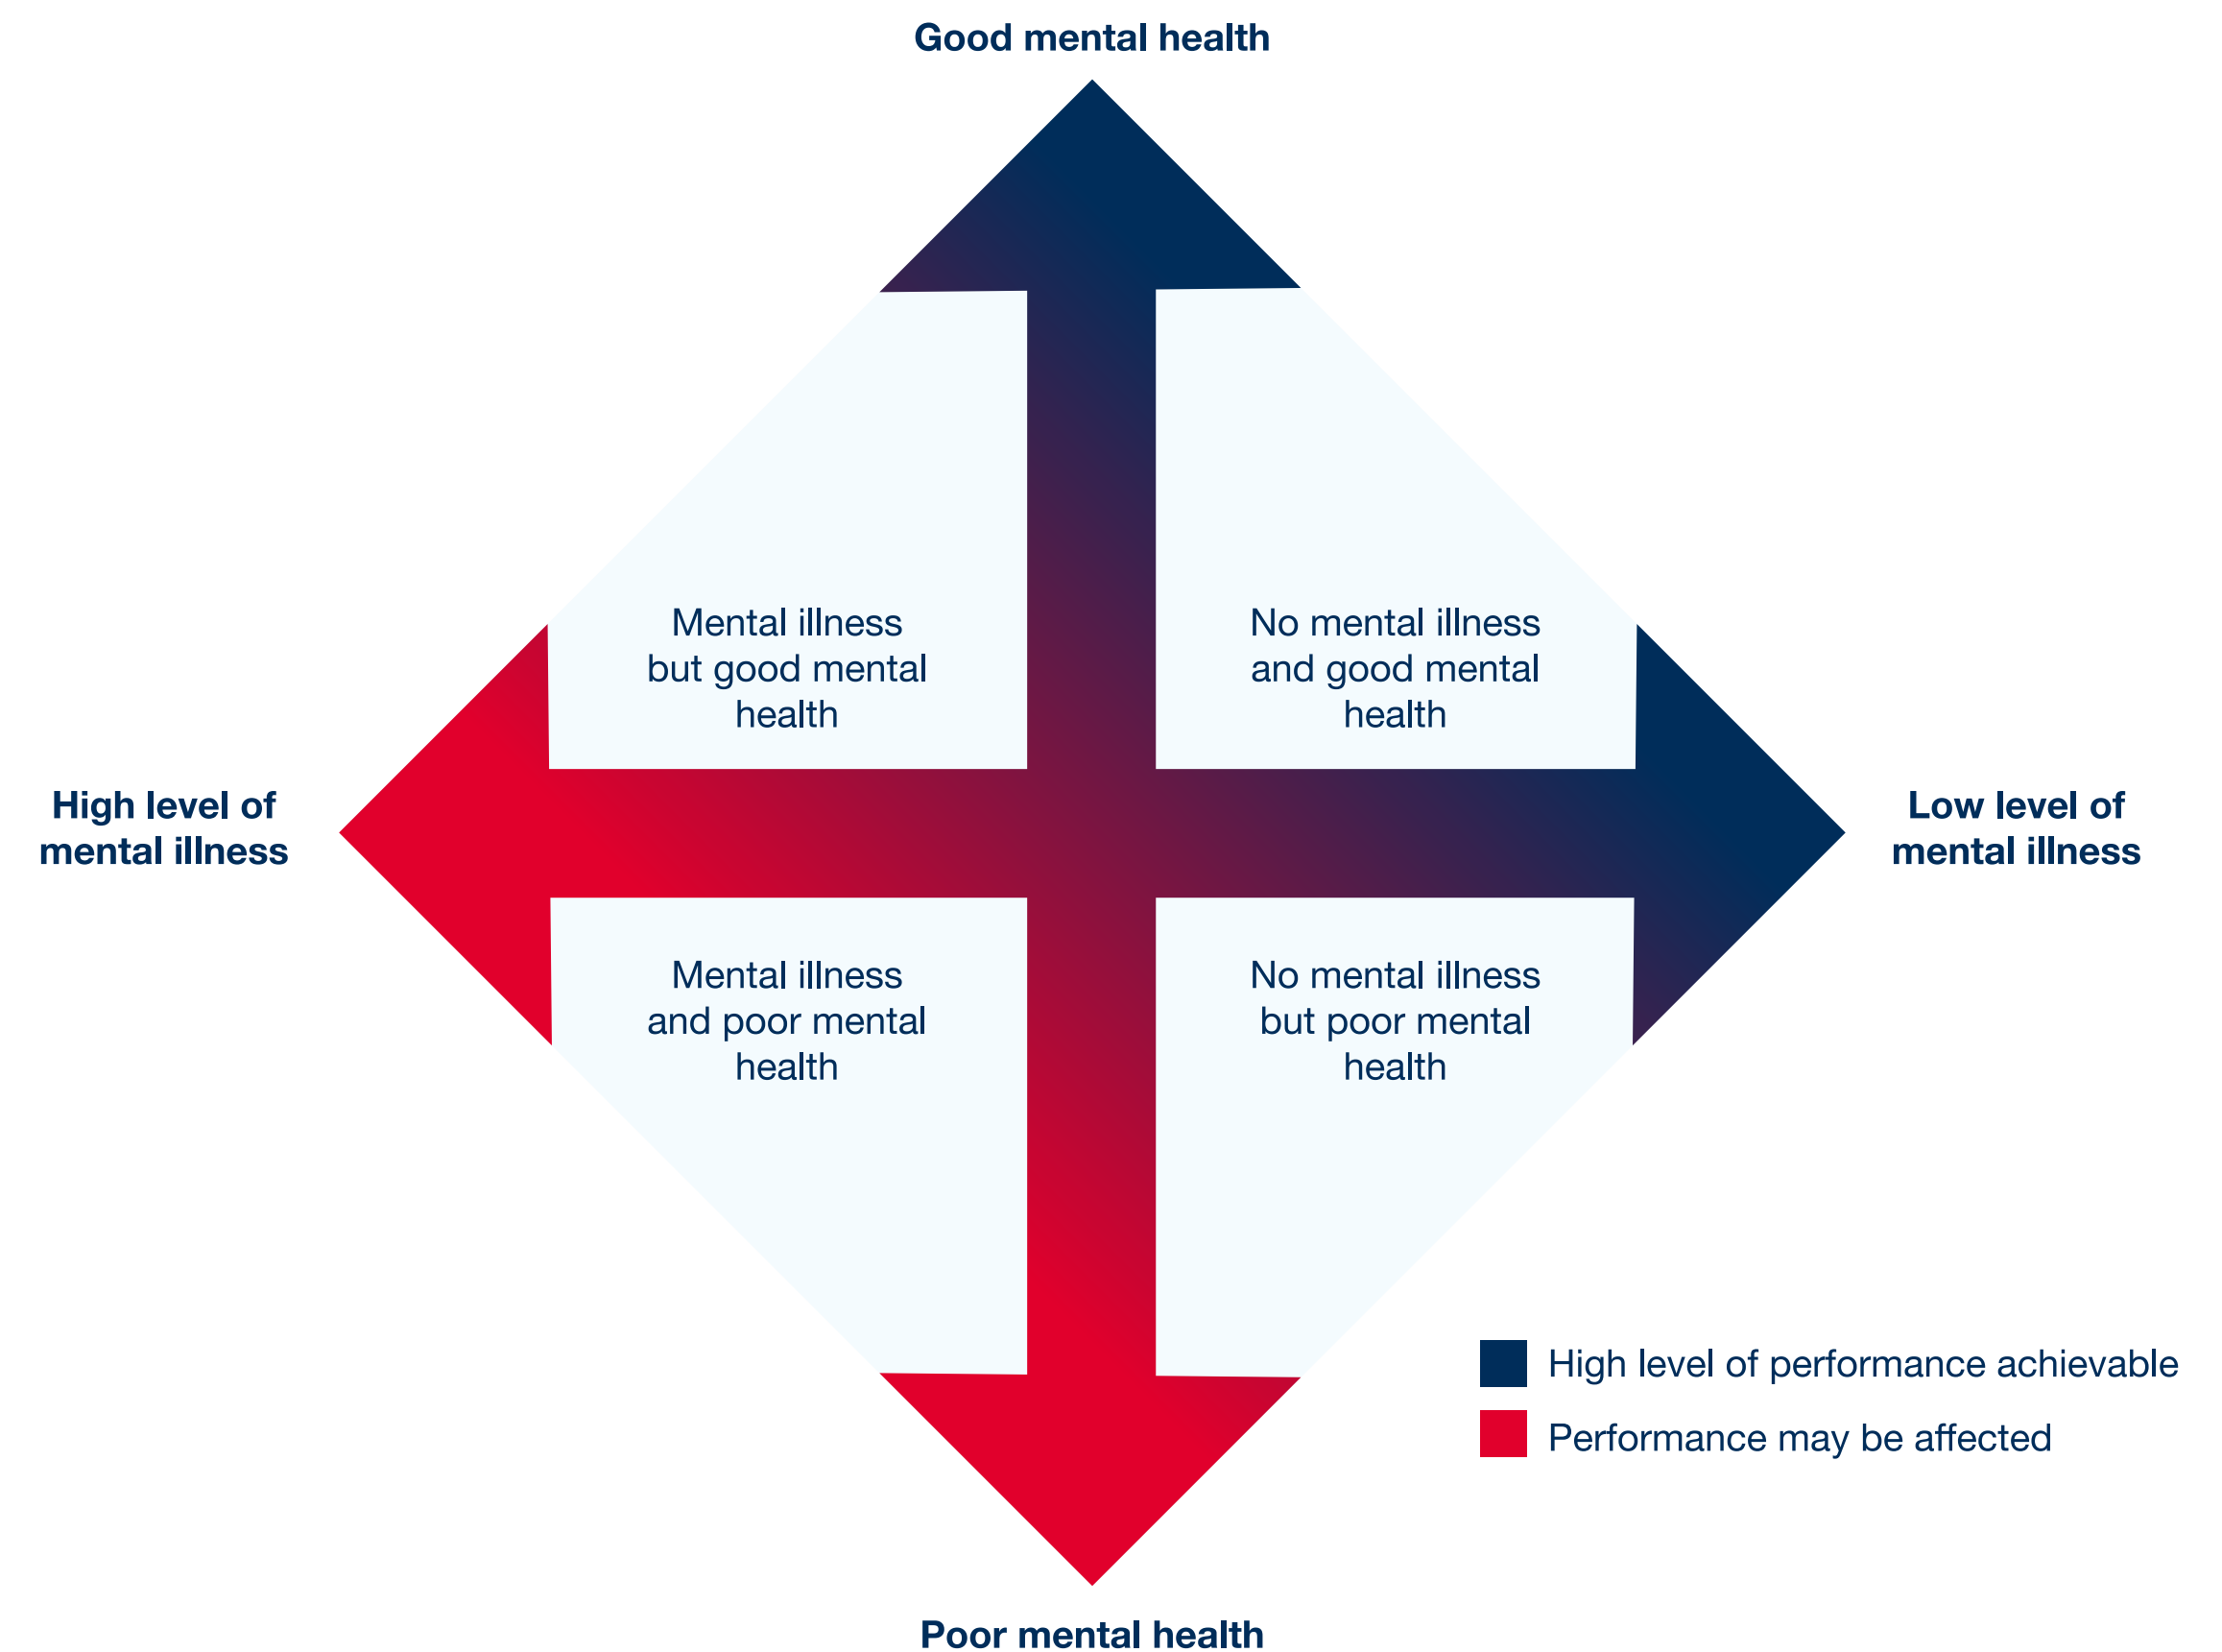 Good mental health
Mental illness
but good mental
health
No mental illness
and good mental
health
High level of
mental illness
Low level of
mental illness
Mental illness
and poor mental
health
No mental illness
but poor mental
health
High level of performance achievable
Performance may be affected
Poor mental health